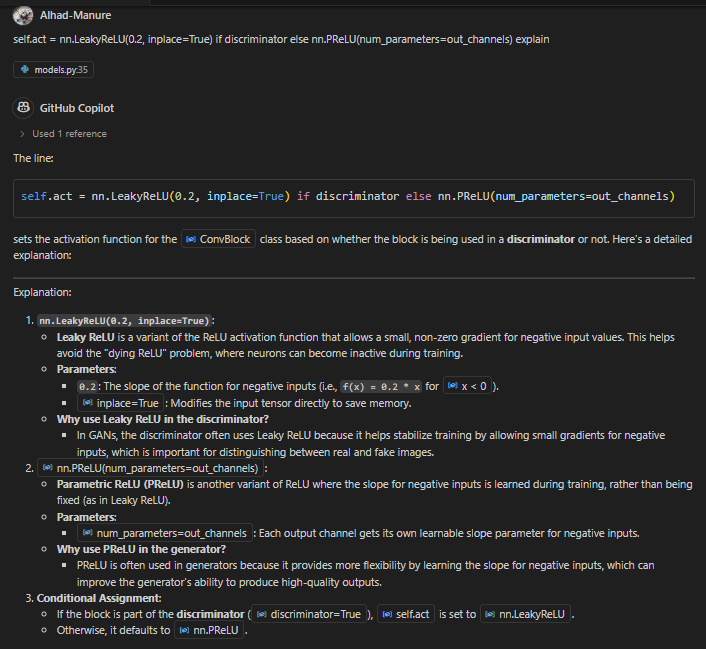 Alhad-Manure
self.act = nn.LeakyReLU(0.2, inplace=True) if discriminator else nn.PReLU(num_parameters=out_channels) explain
models.py:35
GitHub Copilot
Used 1 reference
The line:
self.act = nn.LeakyReLU(0.2, inplace=True) if discriminator else nn.PReLU(num_parameters=out_channels)
sets the activation function for the ConvBlock class based on whether the block is being used in a discriminator or not. Here's a detailed
explanation:
Explanation:
1. nn.LeakyReLU(0.2, inplace=True):
Leaky ReLU is a variant of the ReLU activation function that allows a small, non-zero gradient for negative input values. This helps
avoid the "dying ReLU" problem, where neurons can become inactive during training.
Parameters:
0.2: The slope of the function for negative inputs (i.e., f(x) = 0.2 * x for x < 0 ).
inplace=True : Modifies the input tensor directly to save memory.
Why use Leaky ReLU in the discriminator?
In GANs, the discriminator often uses Leaky ReLU because it helps stabilize training by allowing small gradients for negative
inputs, which is important for distinguishing between real and fake images.
2. nn.PReLU(num_parameters=out_channels) :
Parametric ReLU (PReLU) is another variant of ReLU where the slope for negative inputs is learned during training, rather than being
fixed (as in Leaky ReLU).
Parameters:
num_parameters=out_channels : Each output channel gets its own learnable slope parameter for negative inputs.
Why use PReLU in the generator?
PReLU is often used in generators because it provides more flexibility by learning the slope for negative inputs, which can
improve the generator's ability to produce high-quality outputs.
3. Conditional Assignment:
If the block is part of the discriminator ( discriminator=True ), self.act is set to nn.LeakyReLU .
Otherwise, it defaults to nn.PReLU .